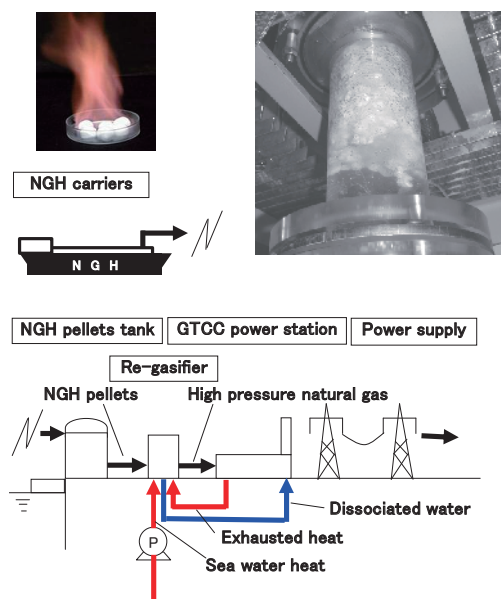 NGH carriers
N G H
NGH pellets tank
GTCC power station
Power supply
Re-gasifier
NGH pellets
High pressure natural gas
Dissociated water
Exhausted heat
P
Sea water heat